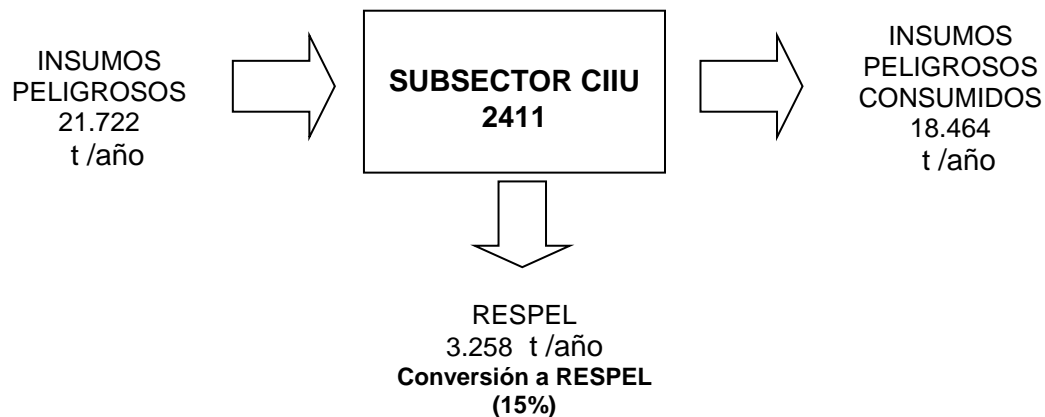 INSUMOS
PELIGROSOS
21.722
t /año
SUBSECTOR CIIU
2411
INSUMOS
PELIGROSOS
CONSUMIDOS
18.464
t /año
RESPEL
3.258 t /año
Conversión a RESPEL
(15%)